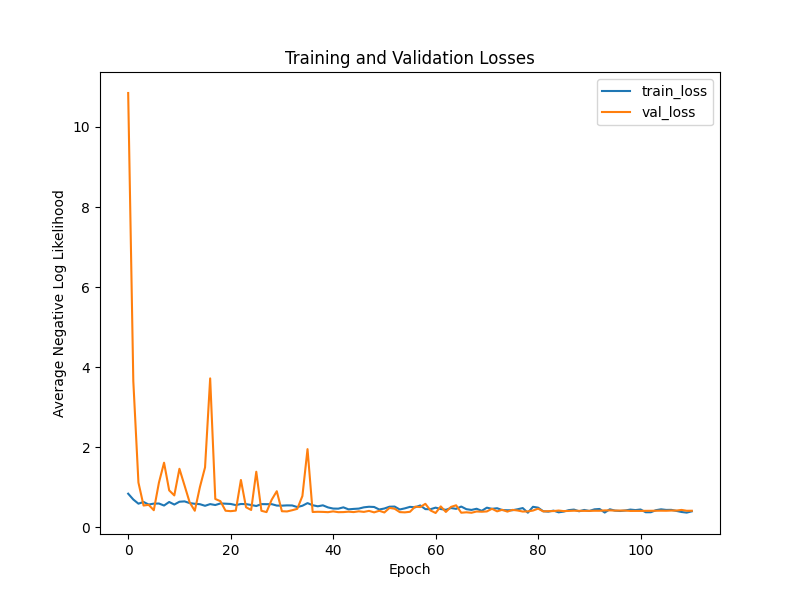 Training and Validation Losses
train_loss
val_loss
Average Negative Log Likelihood
10
8
6
4
2
0
0 20 40 60 80 100
Epoch